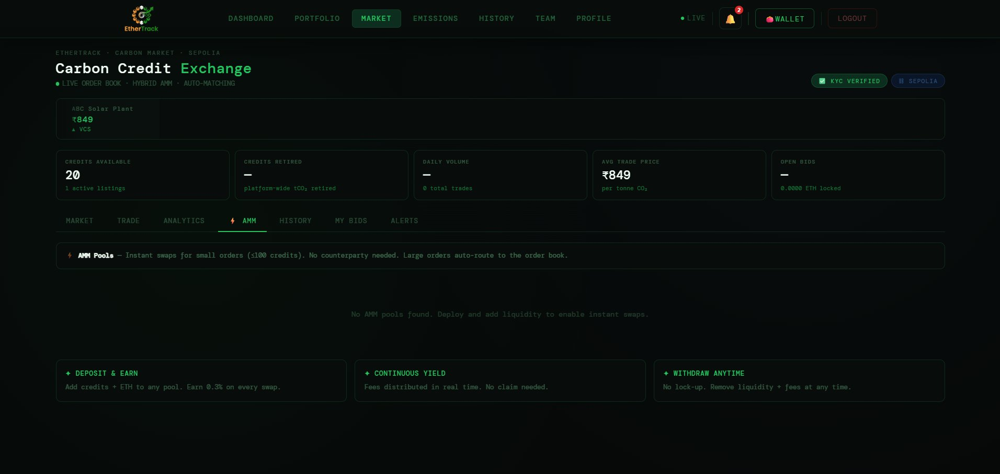 EtherTrack
DASHBOARD PORTFOLIO MARKET EMISSIONS HISTORY TEAM PROFILE
LIVE 2 WALLET LOGOUT
ETHERTRACK · CARBON MARKET · SEPOLIA
Carbon Credit Exchange
LIVE ORDER BOOK · HYBRID AMM · AUTO-MATCHING
KYC VERIFIED SEPOLIA
ABC Solar Plant
₹849
▲ VCS
CREDITS AVAILABLE
20
1 active listings
CREDITS RETIRED
—
platform-wide tCO₂ retired
DAILY VOLUME
—
0 total trades
AVG TRADE PRICE
₹849
per tonne CO₂
OPEN BIDS
—
0.0000 ETH locked
MARKET TRADE ANALYTICS ⚡ AMM HISTORY MY BIDS ALERTS
⚡ AMM Pools — Instant swaps for small orders (≤100 credits). No counterparty needed. Large orders auto-route to the order book.
No AMM pools found. Deploy and add liquidity to enable instant swaps.
✦ DEPOSIT & EARN
Add credits + ETH to any pool. Earn 0.3% on every swap.
✦ CONTINUOUS YIELD
Fees distributed in real time. No claim needed.
✦ WITHDRAW ANYTIME
No lock-up. Remove liquidity + fees at any time.